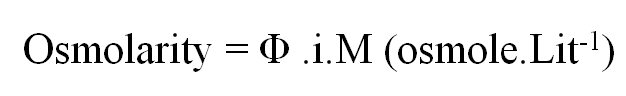 Osmolarity = Φ .i.M (osmole.Lit⁻¹)